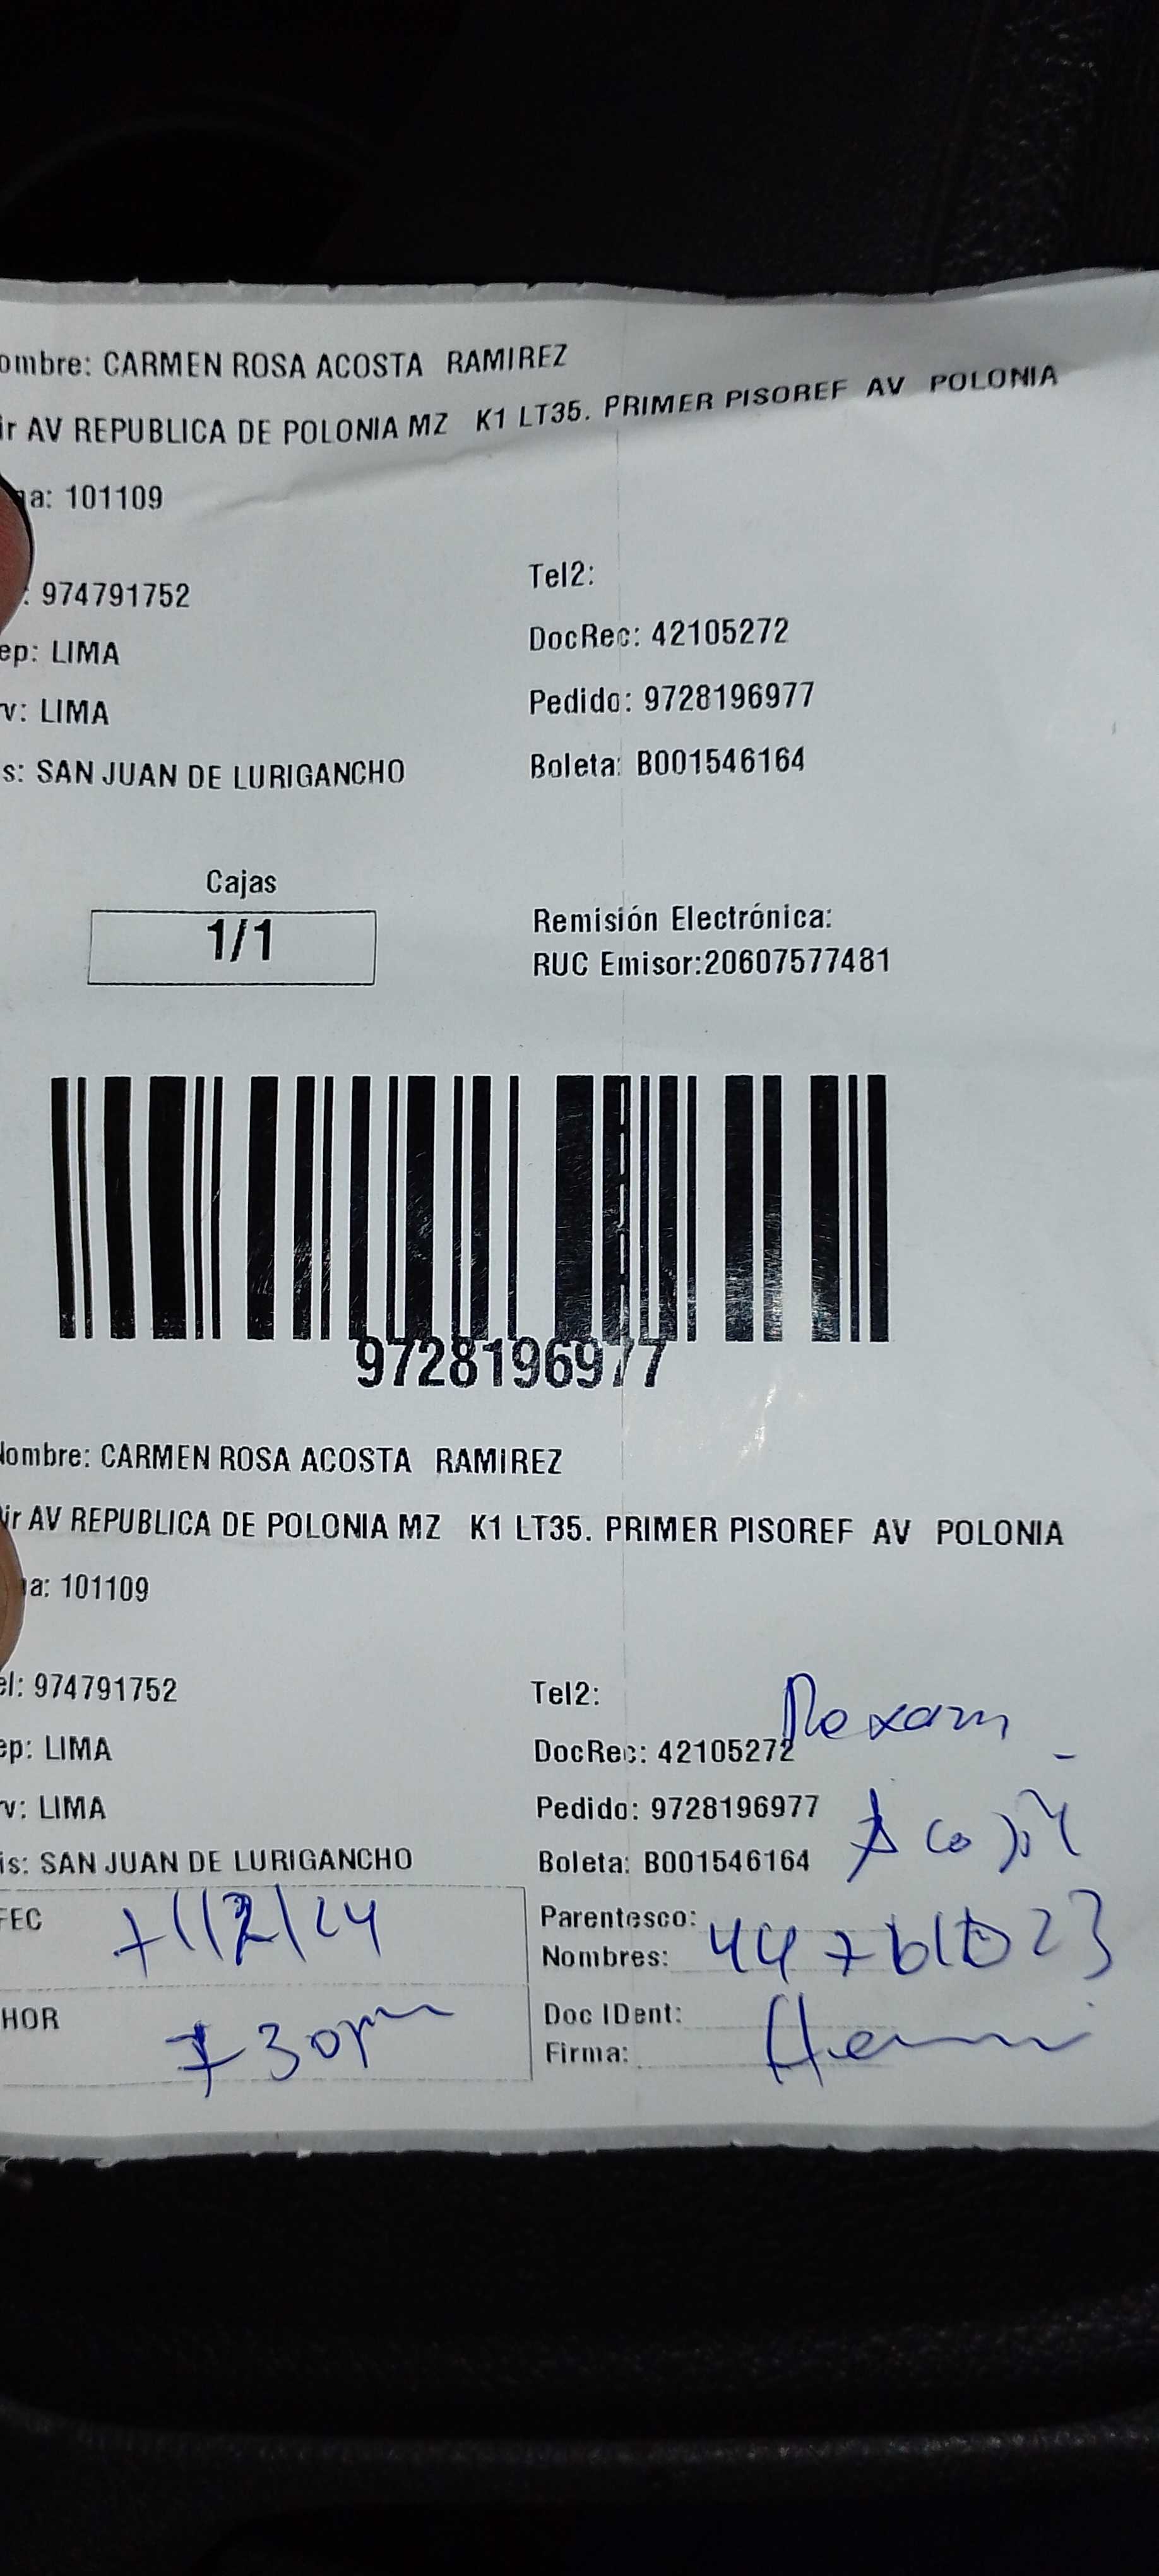 ombre: CARMEN ROSA ACOSTA RAMIREZ
ir AV REPUBLICA DE POLONIA MZ K1 LT35. PRIMER PISOREF AV POLONIA
na: 101109
: 974791752
Tel2:
ep: LIMA
DocRec: 42105272
v: LIMA
Pedido: 9728196977
s: SAN JUAN DE LURIGANCHO
Boleta: B001546164
Cajas
1/1
Remisión Electrónica:
RUC Emisor:20607577481
9728196977
Nombre: CARMEN ROSA ACOSTA RAMIREZ
ir AV REPUBLICA DE POLONIA MZ K1 LT35. PRIMER PISOREF AV POLONIA
na: 101109
el: 974791752
Tel2:
ep: LIMA
DocRec: 42105272
v: LIMA
Pedido: 9728196977
is: SAN JUAN DE LURIGANCHO
Boleta: B001546164
FEC
Parentesco:
Nombres:
HOR 730pm
Doc IDent:
Firma: